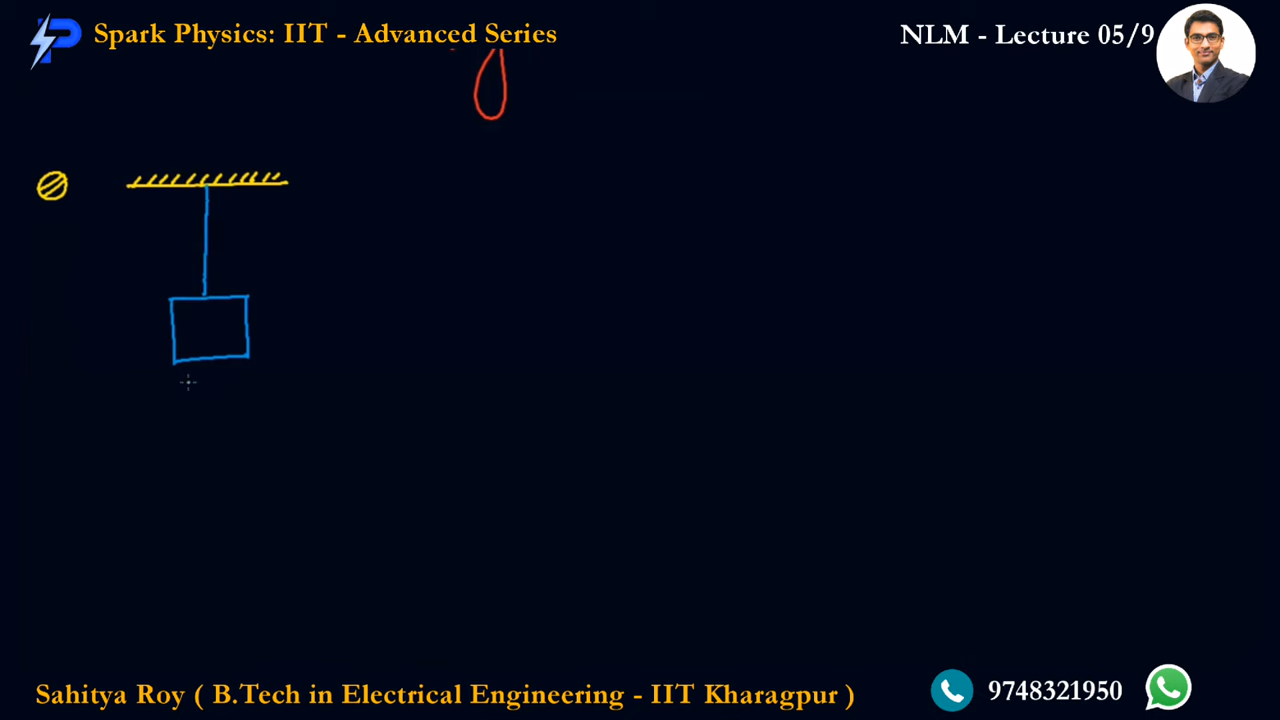 Spark Physics: IIT - Advanced Series
NLM - Lecture 05/9
Sahitya Roy ( B.Tech in Electrical Engineering - IIT Kharagpur )
9748321950